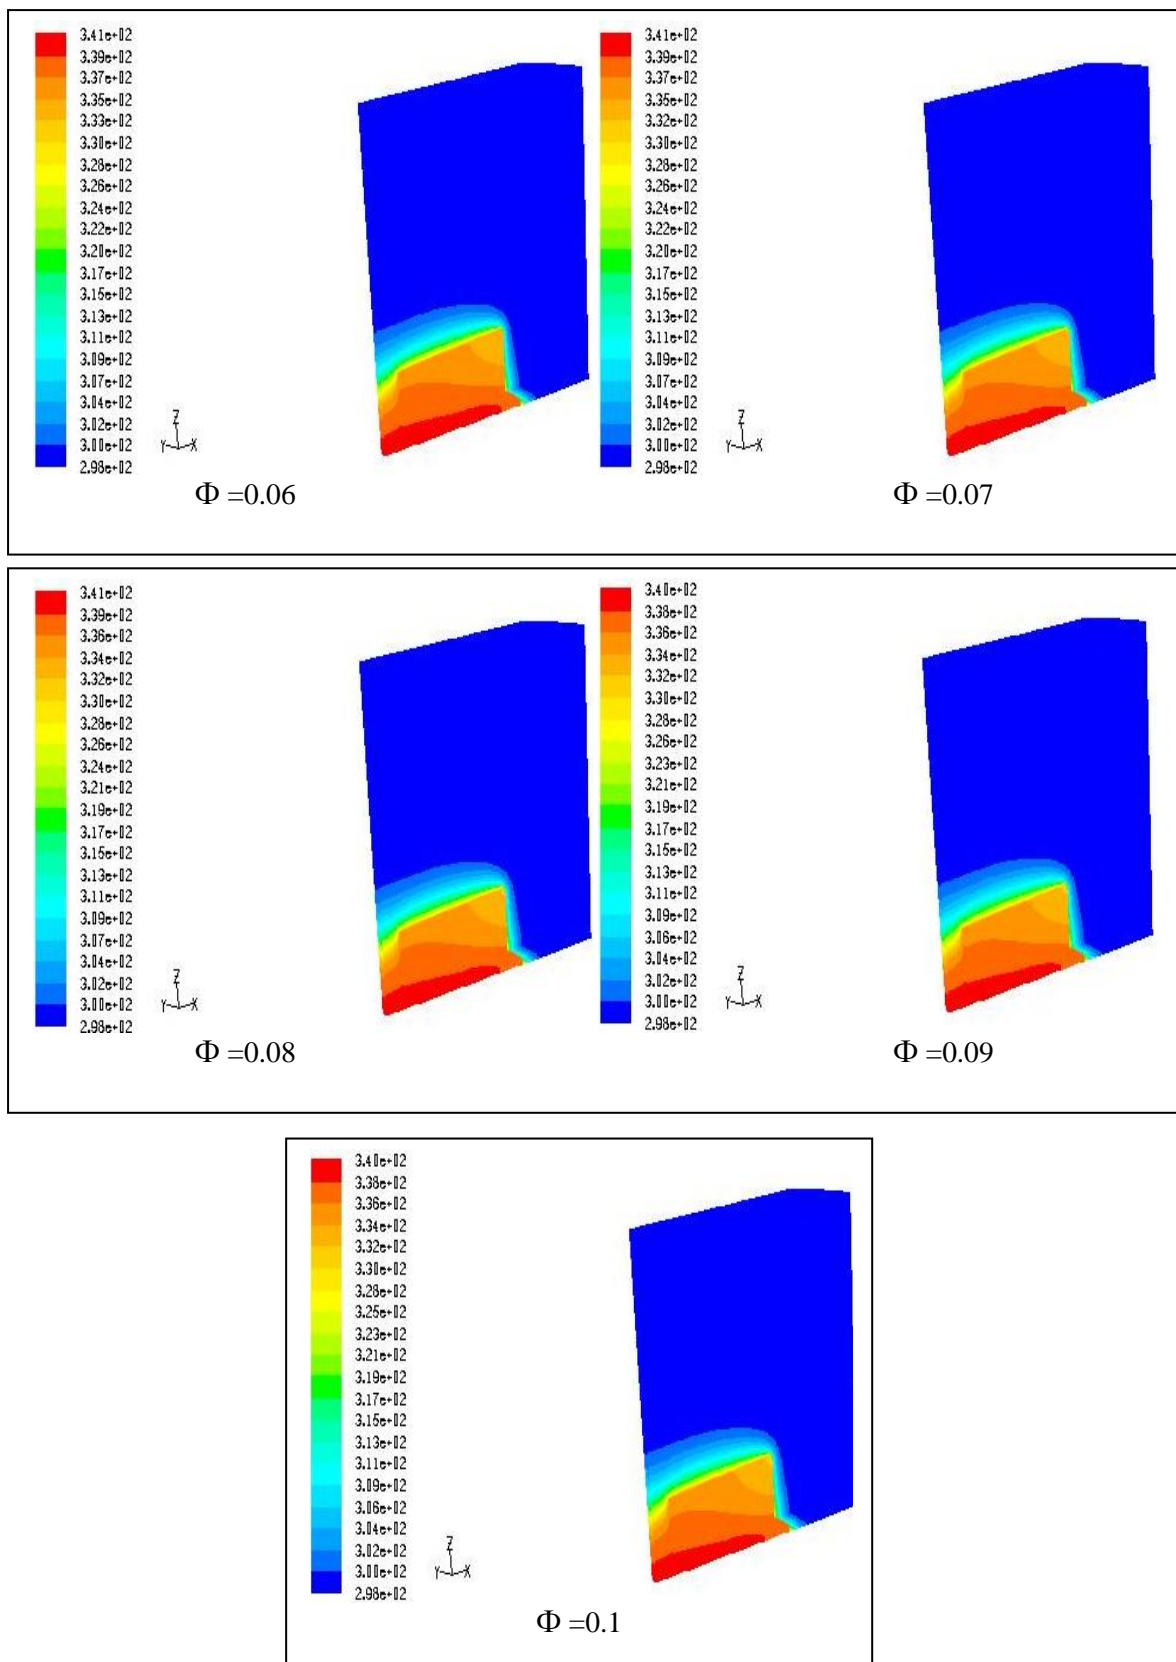 3.41e+02
3.39e+02
3.37e+02
3.35e+02
3.33e+02
3.30e+02
3.28e+02
3.26e+02
3.24e+02
3.22e+02
3.20e+02
3.17e+02
3.15e+02
3.13e+02
3.11e+02
3.09e+02
3.07e+02
3.04e+02
3.02e+02
3.00e+02
2.98e+02
Z
Y X
Φ =0.06
3.41e+02
3.39e+02
3.37e+02
3.35e+02
3.32e+02
3.30e+02
3.28e+02
3.26e+02
3.24e+02
3.22e+02
3.20e+02
3.17e+02
3.15e+02
3.13e+02
3.11e+02
3.09e+02
3.07e+02
3.04e+02
3.02e+02
3.00e+02
2.98e+02
Z
Y X
Φ =0.07
3.41e+02
3.39e+02
3.36e+02
3.34e+02
3.32e+02
3.30e+02
3.28e+02
3.26e+02
3.24e+02
3.21e+02
3.19e+02
3.17e+02
3.15e+02
3.13e+02
3.11e+02
3.09e+02
3.07e+02
3.04e+02
3.02e+02
3.00e+02
2.98e+02
Z
Y X
Φ =0.08
3.40e+02
3.38e+02
3.36e+02
3.34e+02
3.32e+02
3.30e+02
3.28e+02
3.26e+02
3.23e+02
3.21e+02
3.19e+02
3.17e+02
3.15e+02
3.13e+02
3.11e+02
3.09e+02
3.06e+02
3.04e+02
3.02e+02
3.00e+02
2.98e+02
Z
Y X
Φ =0.09
3.40e+02
3.38e+02
3.36e+02
3.34e+02
3.32e+02
3.30e+02
3.28e+02
3.25e+02
3.23e+02
3.21e+02
3.19e+02
3.17e+02
3.15e+02
3.13e+02
3.11e+02
3.09e+02
3.06e+02
3.04e+02
3.02e+02
3.00e+02
2.98e+02
Z
Y X
Φ =0.1